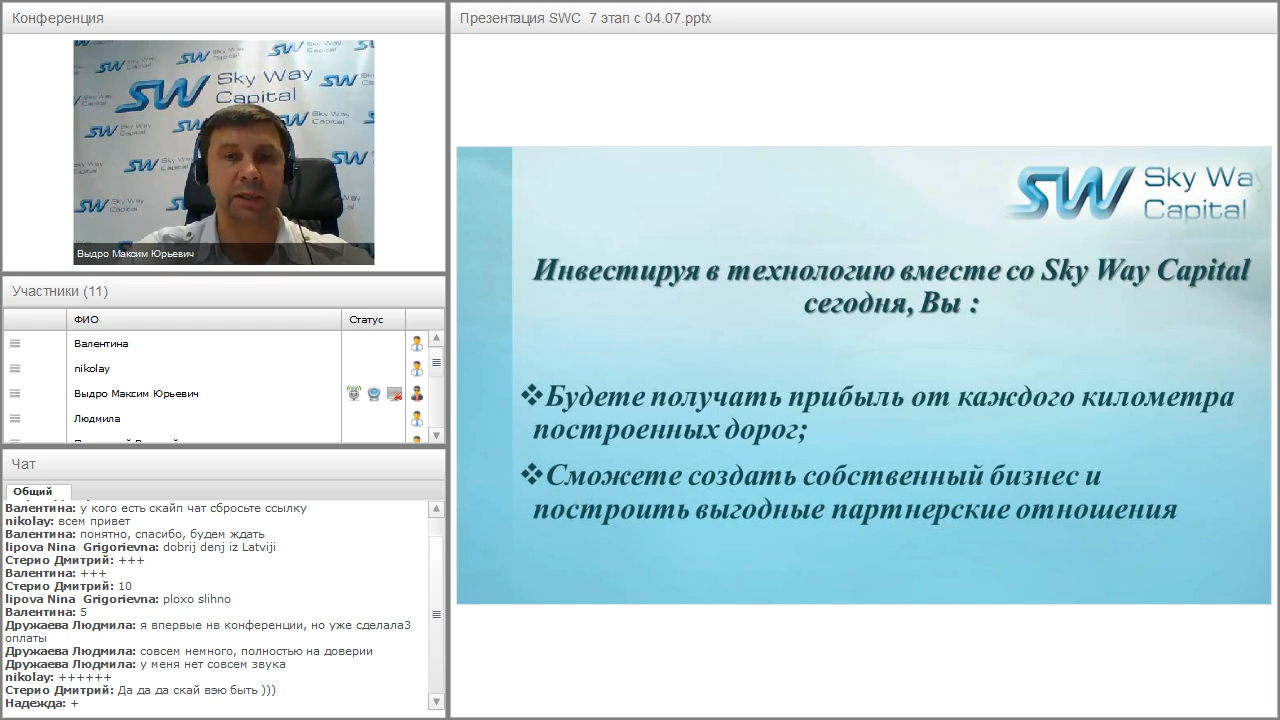 Конференция
Sky Way
Capital
SW
Выдро Максим Юрьевич
Участники (11)
ФИО
Статус
Валентина
nikolay
Выдро Максим Юрьевич
Людмила
Чат
Общий
Валентина: у кого есть скайп чат сбросьте ссылку
nikolay: всем привет
Валентина: понятно, спасибо, будем ждать
lipova Nina Grigorievna: dobrij denj iz Latviji
Стерио Дмитрий: +++
Валентина: +++
Стерио Дмитрий: 10
lipova Nina Grigorievna: ploxo slihno
Валентина: 5
Дружаева Людмила: я впервые нв конференции, но уже сделала3
оплаты
Дружаева Людмила: совсем немного, полностью на доверии
Дружаева Людмила: у меня нет совсем звука
nikolay: ++++++
Стерио Дмитрий: Да да да скай вэю быть )))
Надежда: +
Презентация SWC 7 этап с 04.07.pptx
SW Sky Way
Capital
Инвестируя в технологию вместе со Sky Way Capital
сегодня, Вы :
❖Будете получать прибыль от каждого километра
построенных дорог;
❖Сможете создать собственный бизнес и
построить выгодные партнерские отношения